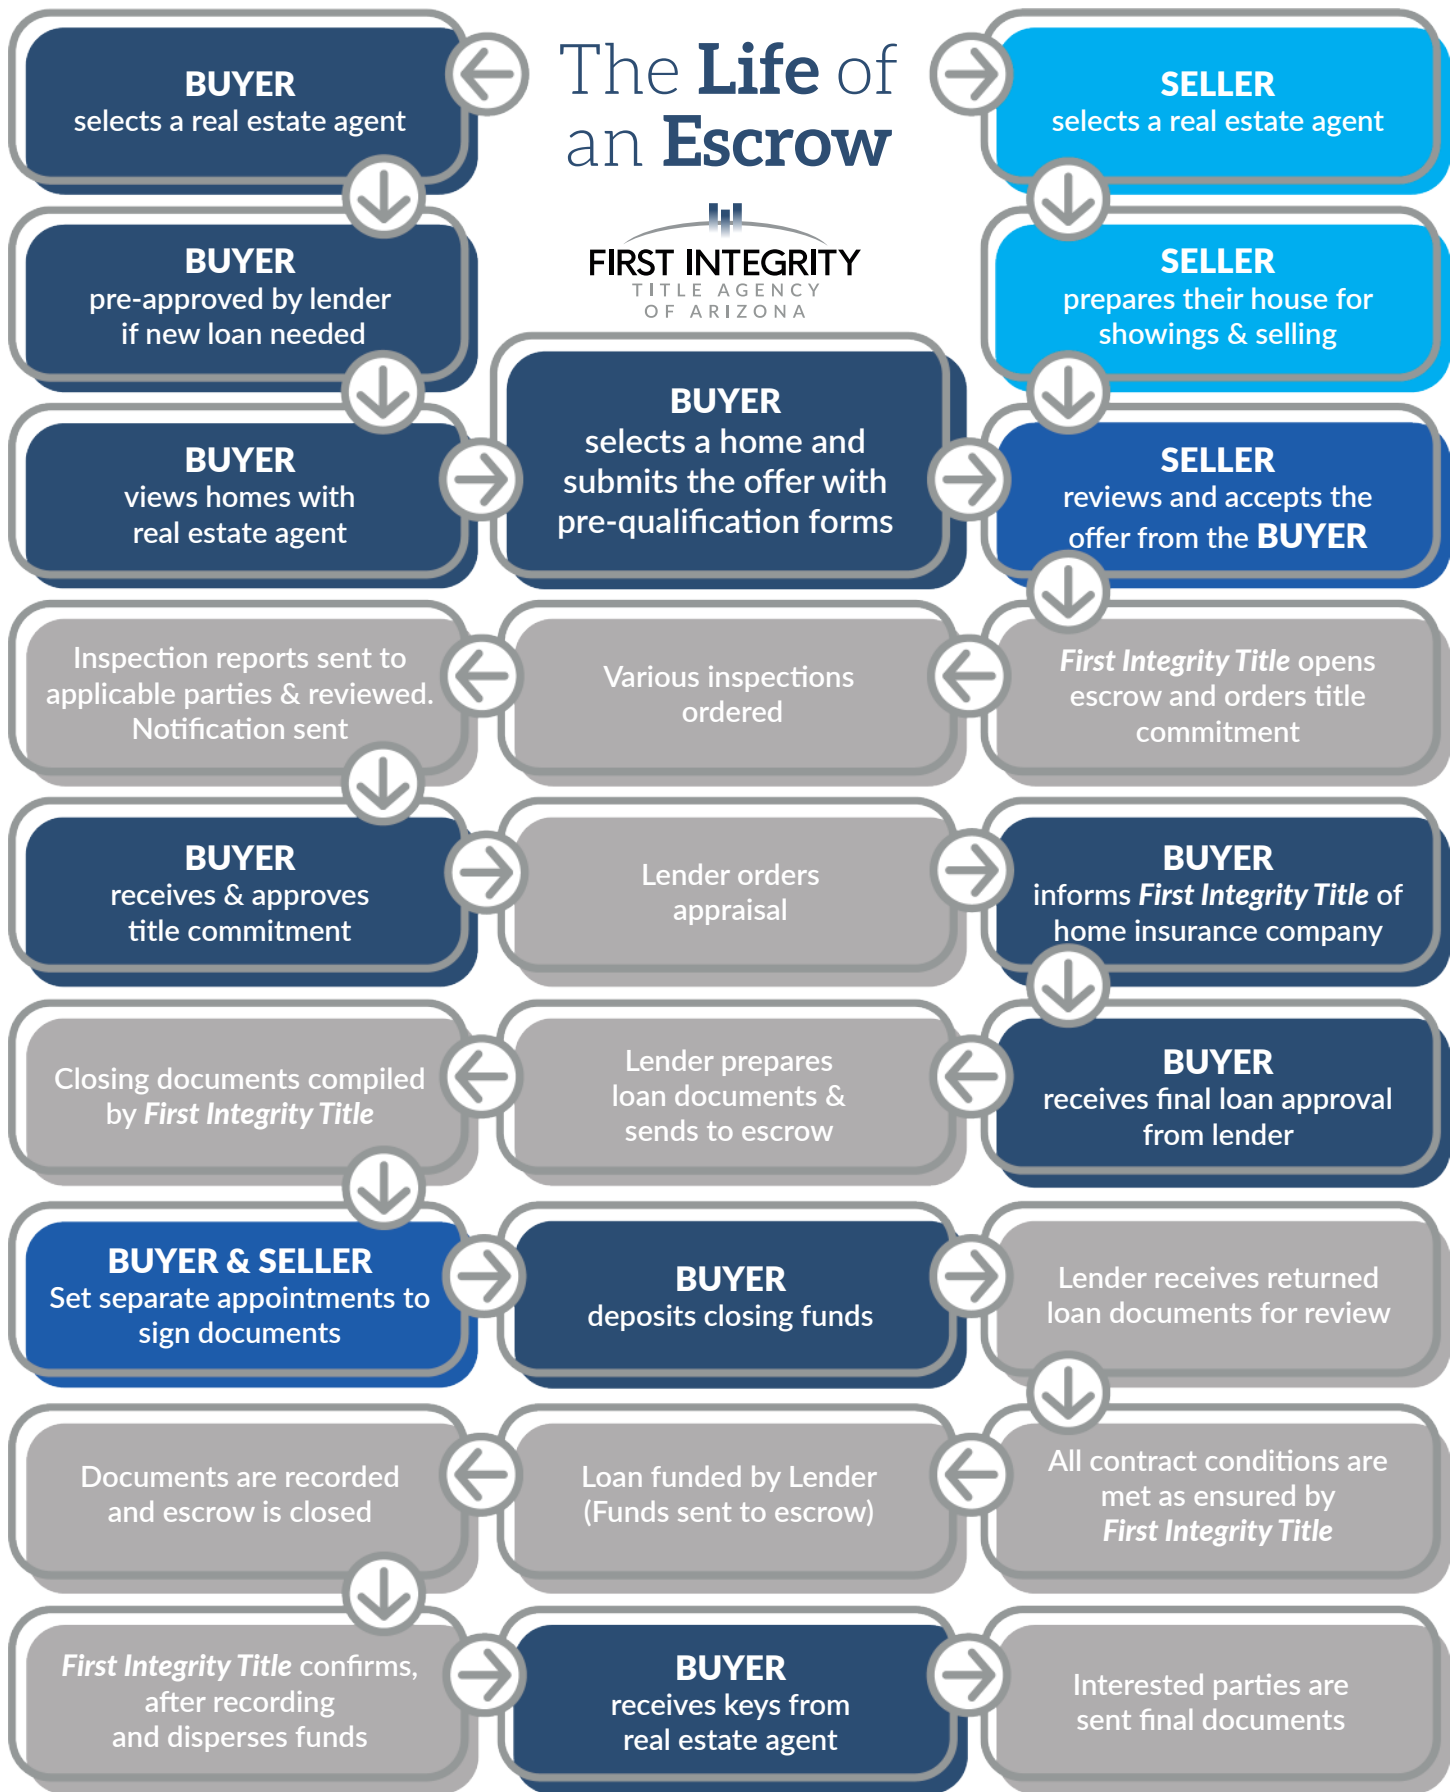 The Life of
an Escrow
FIRST INTEGRITY
TITLE AGENCY
OF ARIZONA
BUYER
selects a real estate agent
SELLER
selects a real estate agent
BUYER
pre-approved by lender
if new loan needed
SELLER
prepares their house for
showings & selling
BUYER
views homes with
real estate agent
BUYER
selects a home and
submits the offer with
pre-qualification forms
SELLER
reviews and accepts the
offer from the BUYER
First Integrity Title opens
escrow and orders title
commitment
Various inspections
ordered
Inspection reports sent to
applicable parties & reviewed.
Notification sent
BUYER
receives & approves
title commitment
Lender orders
appraisal
BUYER
informs First Integrity Title of
home insurance company
BUYER
receives final loan approval
from lender
Lender prepares
loan documents &
sends to escrow
Closing documents compiled
by First Integrity Title
BUYER & SELLER
Set separate appointments to
sign documents
BUYER
deposits closing funds
Lender receives returned
loan documents for review
All contract conditions are
met as ensured by
First Integrity Title
Loan funded by Lender
(Funds sent to escrow)
Documents are recorded
and escrow is closed
First Integrity Title confirms,
after recording
and disperses funds
BUYER
receives keys from
real estate agent
Interested parties are
sent final documents